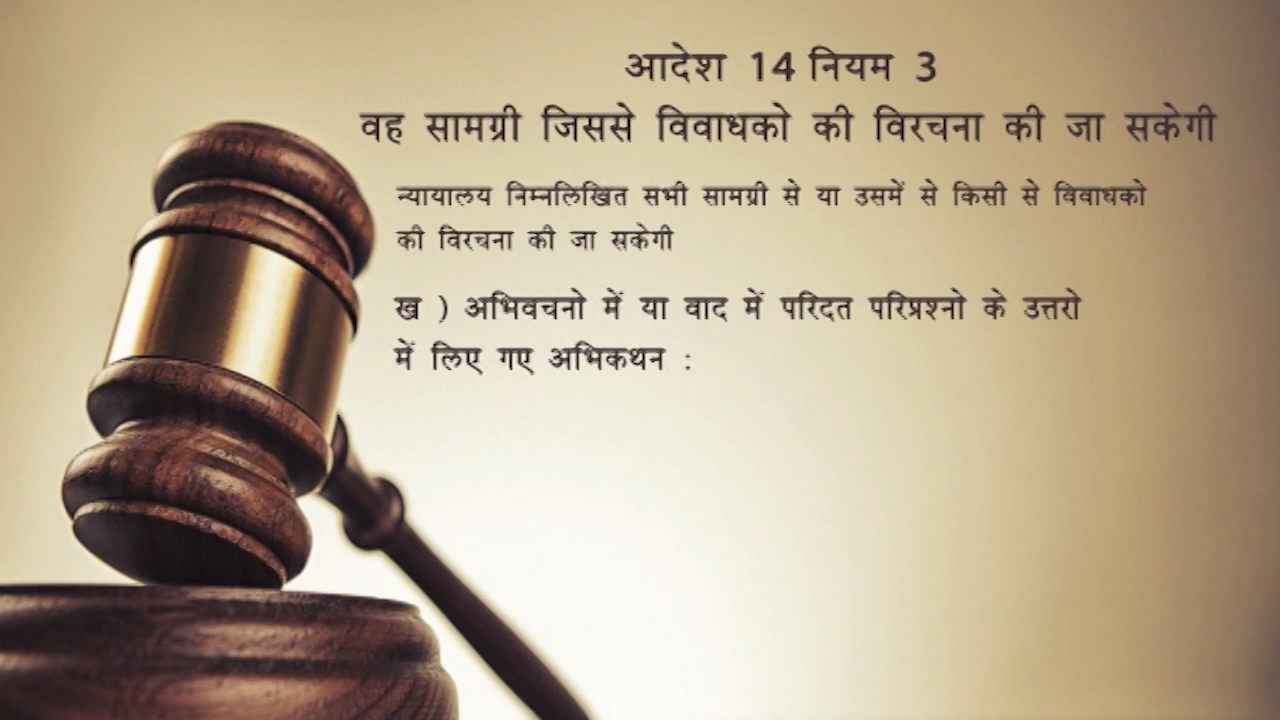 आदेश 14 नियम 3
वह सामग्री जिससे विवाधको की विरचना की जा सकेगी
न्यायालय निम्नलिखित सभी सामग्री से या उसमें से किसी से विवाधको
की विरचना की जा सकेगी
ख ) अभिवचनो में या वाद में परिदत परिप्रश्नो के उत्तरो
में लिए गए अभिकथन :